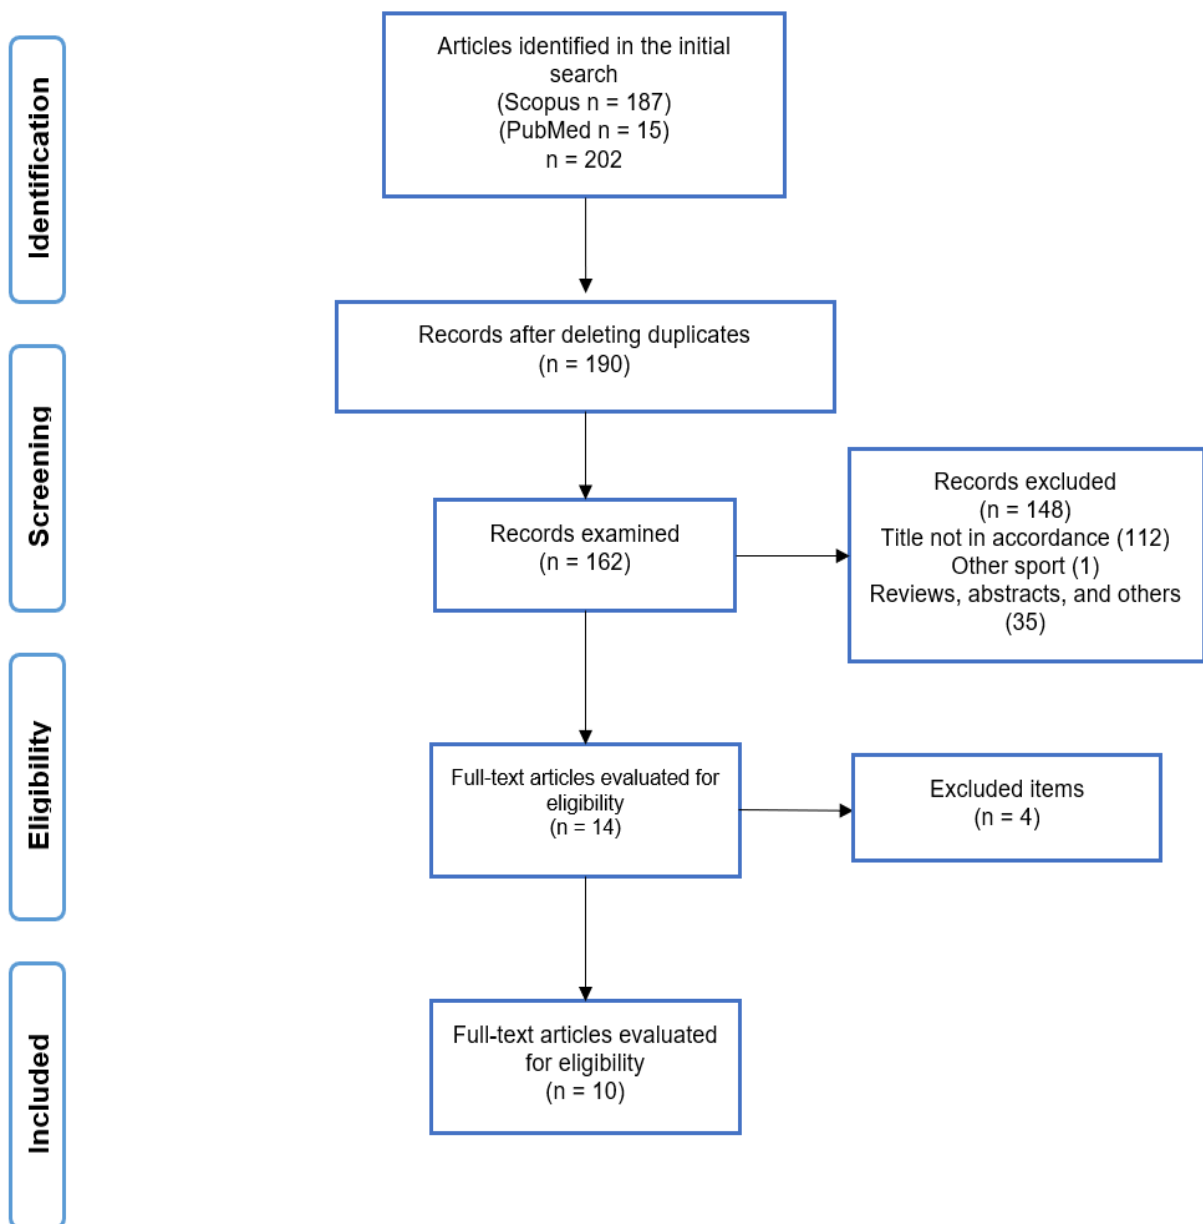 Identification
Articles identified in the initial
search
(Scopus n = 187)
(PubMed n = 15)
n = 202
Records after deleting duplicates
(n = 190)
Screening
Records examined
(n = 162)
Records excluded
(n = 148)
Title not in accordance (112)
Other sport (1)
Reviews, abstracts, and others
(35)
Eligibility
Full-text articles evaluated for
eligibility
(n = 14)
Excluded items
(n = 4)
Included
Full-text articles evaluated
for eligibility
(n = 10)